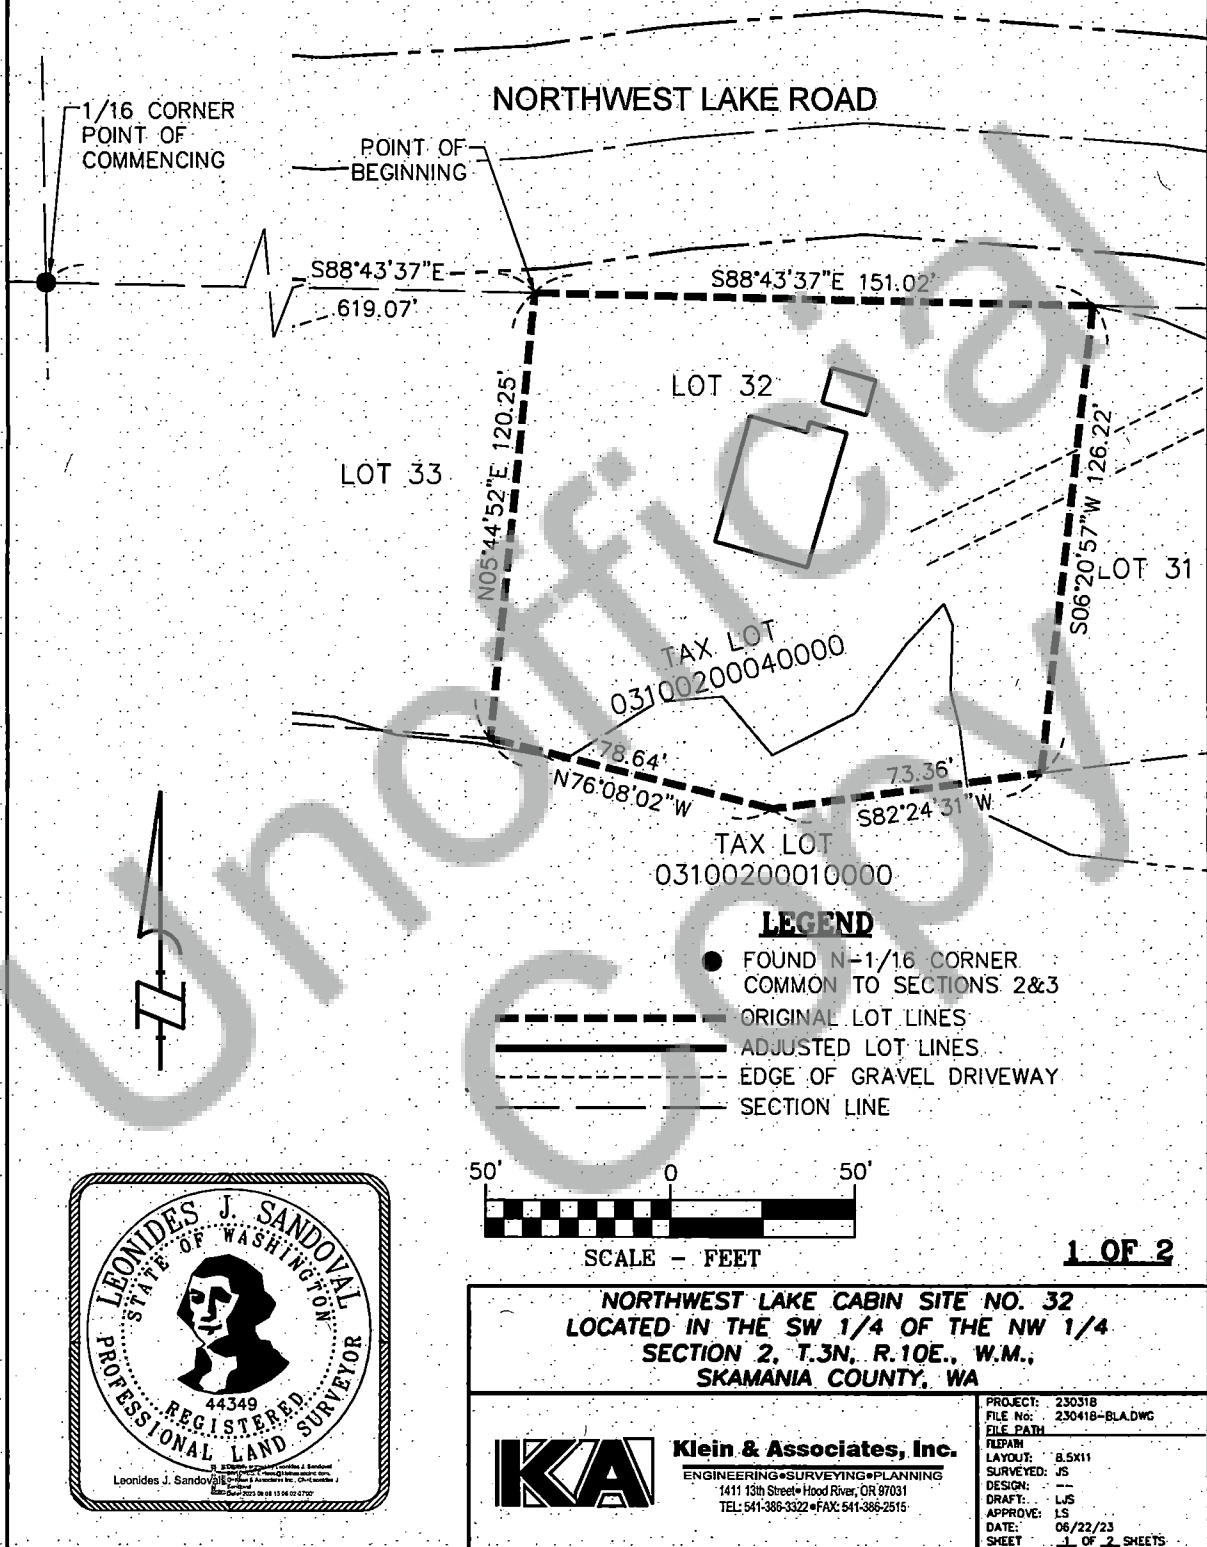 NORTHWEST LAKE ROAD
1/16 CORNER
POINT OF
COMMENCING
POINT OF
BEGINNING
S88°43'37"E
619.07'
S88°43'37"E 151.02'
LOT 32
LOT 33
N05°44'52"E 120.25'
S06°20'57"W 126.22'
LOT 31
TAX LOT
03100200040000
78.64'
N76°08'02"W
73.36'
S82°24'31"W
TAX LOT
03100200010000
LEGEND
FOUND N-1/16 CORNER
COMMON TO SECTIONS 2&3
ORIGINAL LOT LINES
ADJUSTED LOT LINES
EDGE OF GRAVEL DRIVEWAY
SECTION LINE
50' 0 50'
SCALE - FEET
1 OF 2
LEONIDES J. SANDOVAL
STATE OF WASHINGTON
44349
REGISTERED
PROFESSIONAL LAND SURVEYOR
Leonides J. Sandoval
NORTHWEST LAKE CABIN SITE NO. 32
LOCATED IN THE SW 1/4 OF THE NW 1/4
SECTION 2, T.3N, R.10E., W.M.,
SKAMANIA COUNTY, WA
KA
Klein & Associates, Inc.
ENGINEERING•SURVEYING•PLANNING
1411 13th Street•Hood River, OR 97031
TEL: 541-386-3322•FAX: 541-386-2515
PROJECT: 230318
FILE No: 230418-BLA.DWG
FILE PATH
FILEPATH
LAYOUT: 8.5X11
SURVEYED: JS
DESIGN: ---
DRAFT: LJS
APPROVE: LS
DATE: 06/22/23
SHEET 1 OF 2 SHEETS
Unofficial
Copy